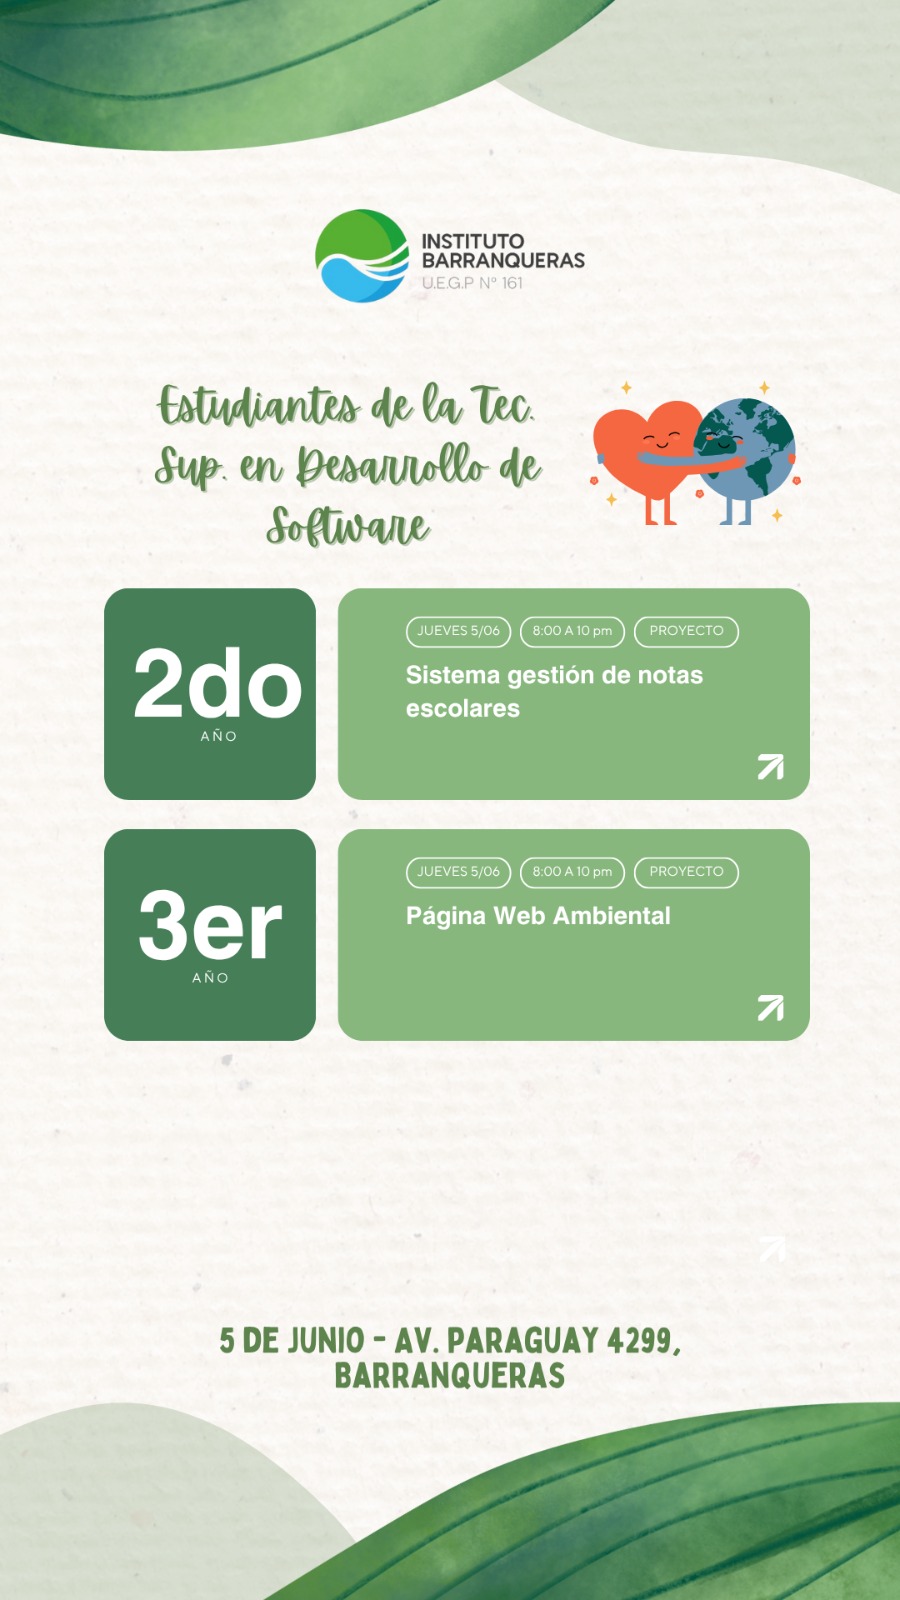 INSTITUTO
BARRANQUERAS
U.E.G.P N° 161
Estudiantes de la Tec.
Sup. en Desarrollo de
Software
2do
AÑO
JUEVES 5/06
8:00 A 10 pm
PROYECTO
Sistema gestión de notas
escolares
3er
AÑO
JUEVES 5/06
8:00 A 10 pm
PROYECTO
Página Web Ambiental
5 DE JUNIO - AV. PARAGUAY 4299,
BARRANQUERAS